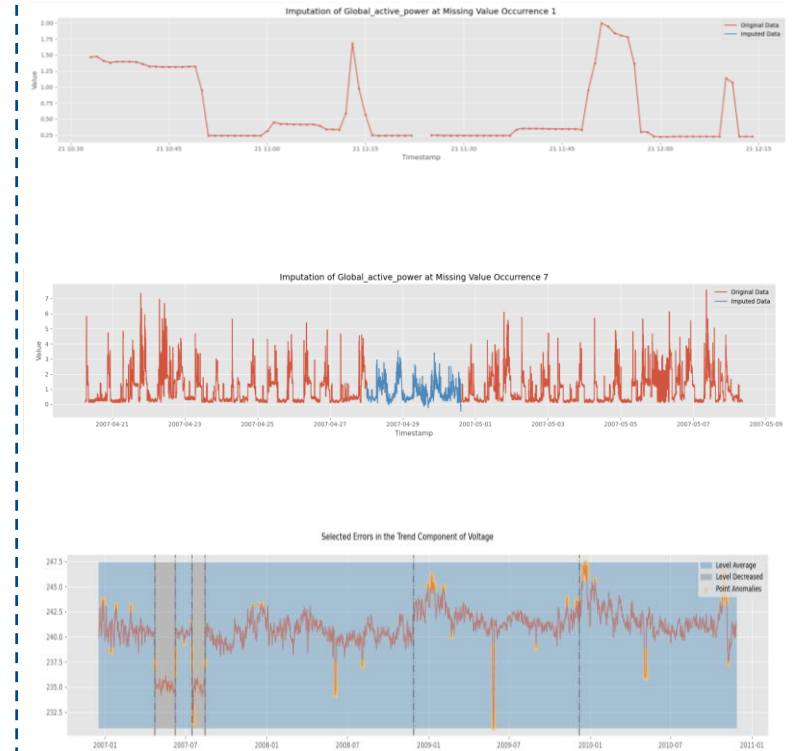 Imputation of Global_active_power at Missing Value Occurrence 1
Original Data
Imputed Data
2.00
1.75
1.50
1.25
1.00
0.75
0.50
0.25
Value
21 10:30 21 10:45 21 11:00 21 11:15 21 11:30 21 11:45 21 12:00 21 12:15
Timestamp
Imputation of Global_active_power at Missing Value Occurrence 7
Original Data
Imputed Data
7
6
5
4
3
2
1
0
Value
2007-04-21 2007-04-23 2007-04-25 2007-04-27 2007-04-29 2007-05-01 2007-05-03 2007-05-05 2007-05-07 2007-05-09
Timestamp
Selected Errors in the Trend Component of Voltage
Level Average
Level Decreased
Point Anomalies
247.5
245.0
242.5
240.0
237.5
235.0
232.5
2007-01 2007-07 2008-01 2008-07 2009-01 2009-07 2010-01 2010-07 2011-01